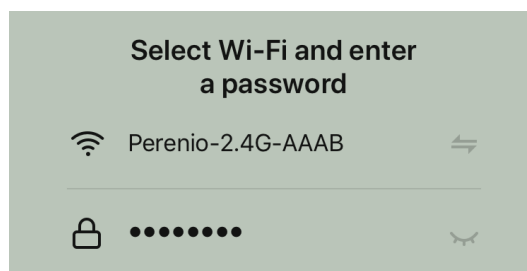 Select Wi-Fi and enter
a password
Perenio-2.4G-AAAB
••••••••